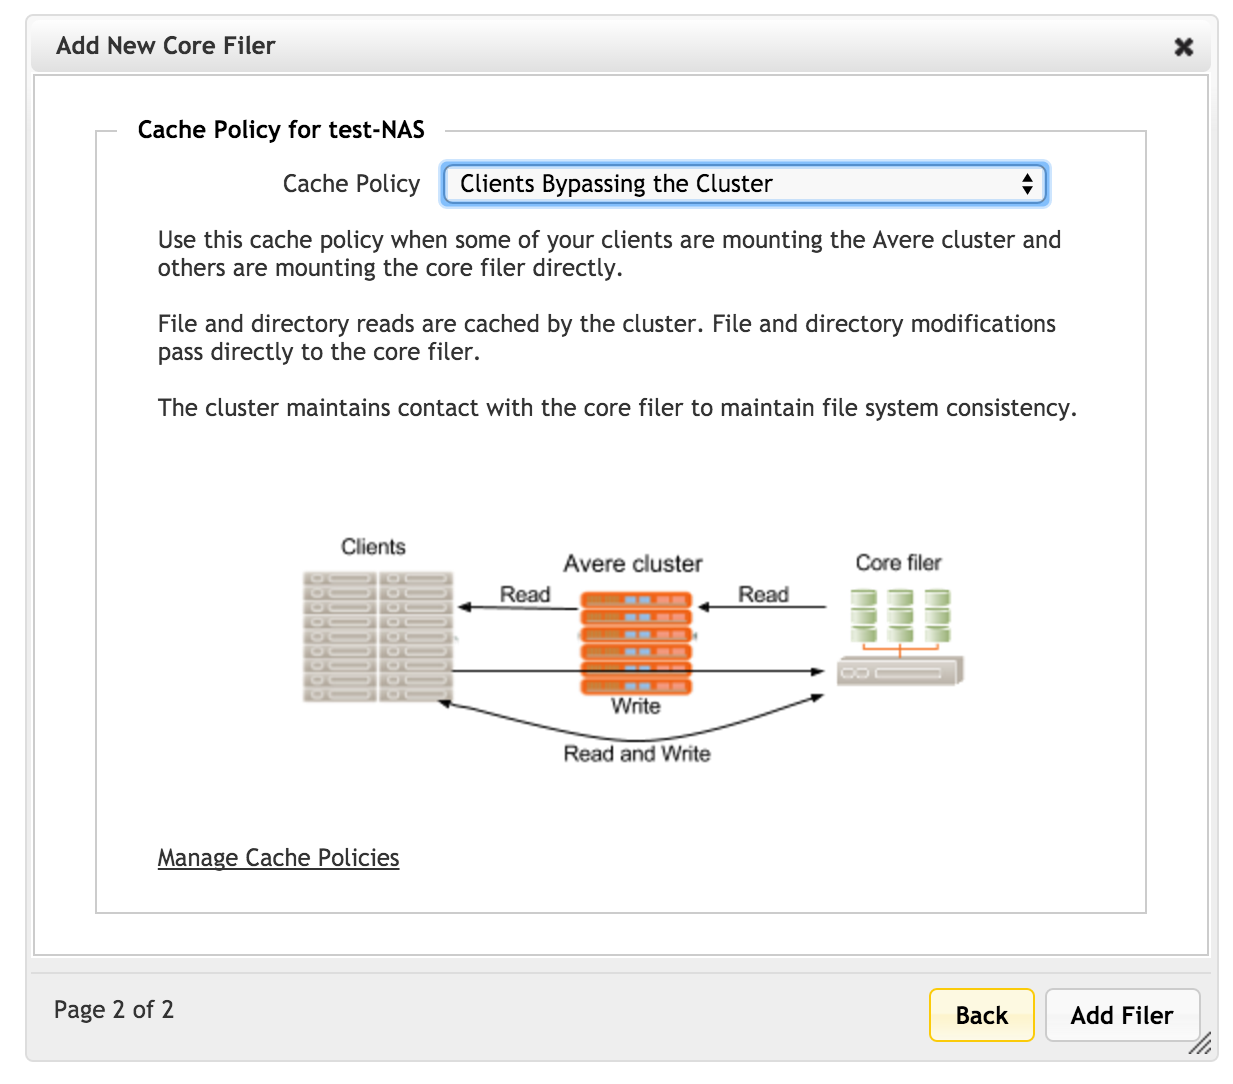 Add New Core Filer
Cache Policy for test-NAS
Cache Policy
Clients Bypassing the Cluster
Use this cache policy when some of your clients are mounting the Avere cluster and
others are mounting the core filer directly.
File and directory reads are cached by the cluster. File and directory modifications
pass directly to the core filer.
The cluster maintains contact with the core filer to maintain file system consistency.
Clients
Avere cluster
Core filer
Read
Read
Write
Read and Write
Manage Cache Policies
Page 2 of 2
Back
Add Filer